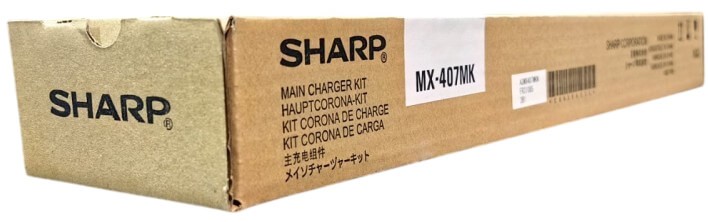 SHARP®
SHARP®
MAIN CHARGER KIT
HAUPTCORONA-KIT
KIT CORONA DE CHARGE
KIT CORONA DE CARGA
主充电组件
メインチャージャーキット
MX-407MK
SHARP CORPORATION